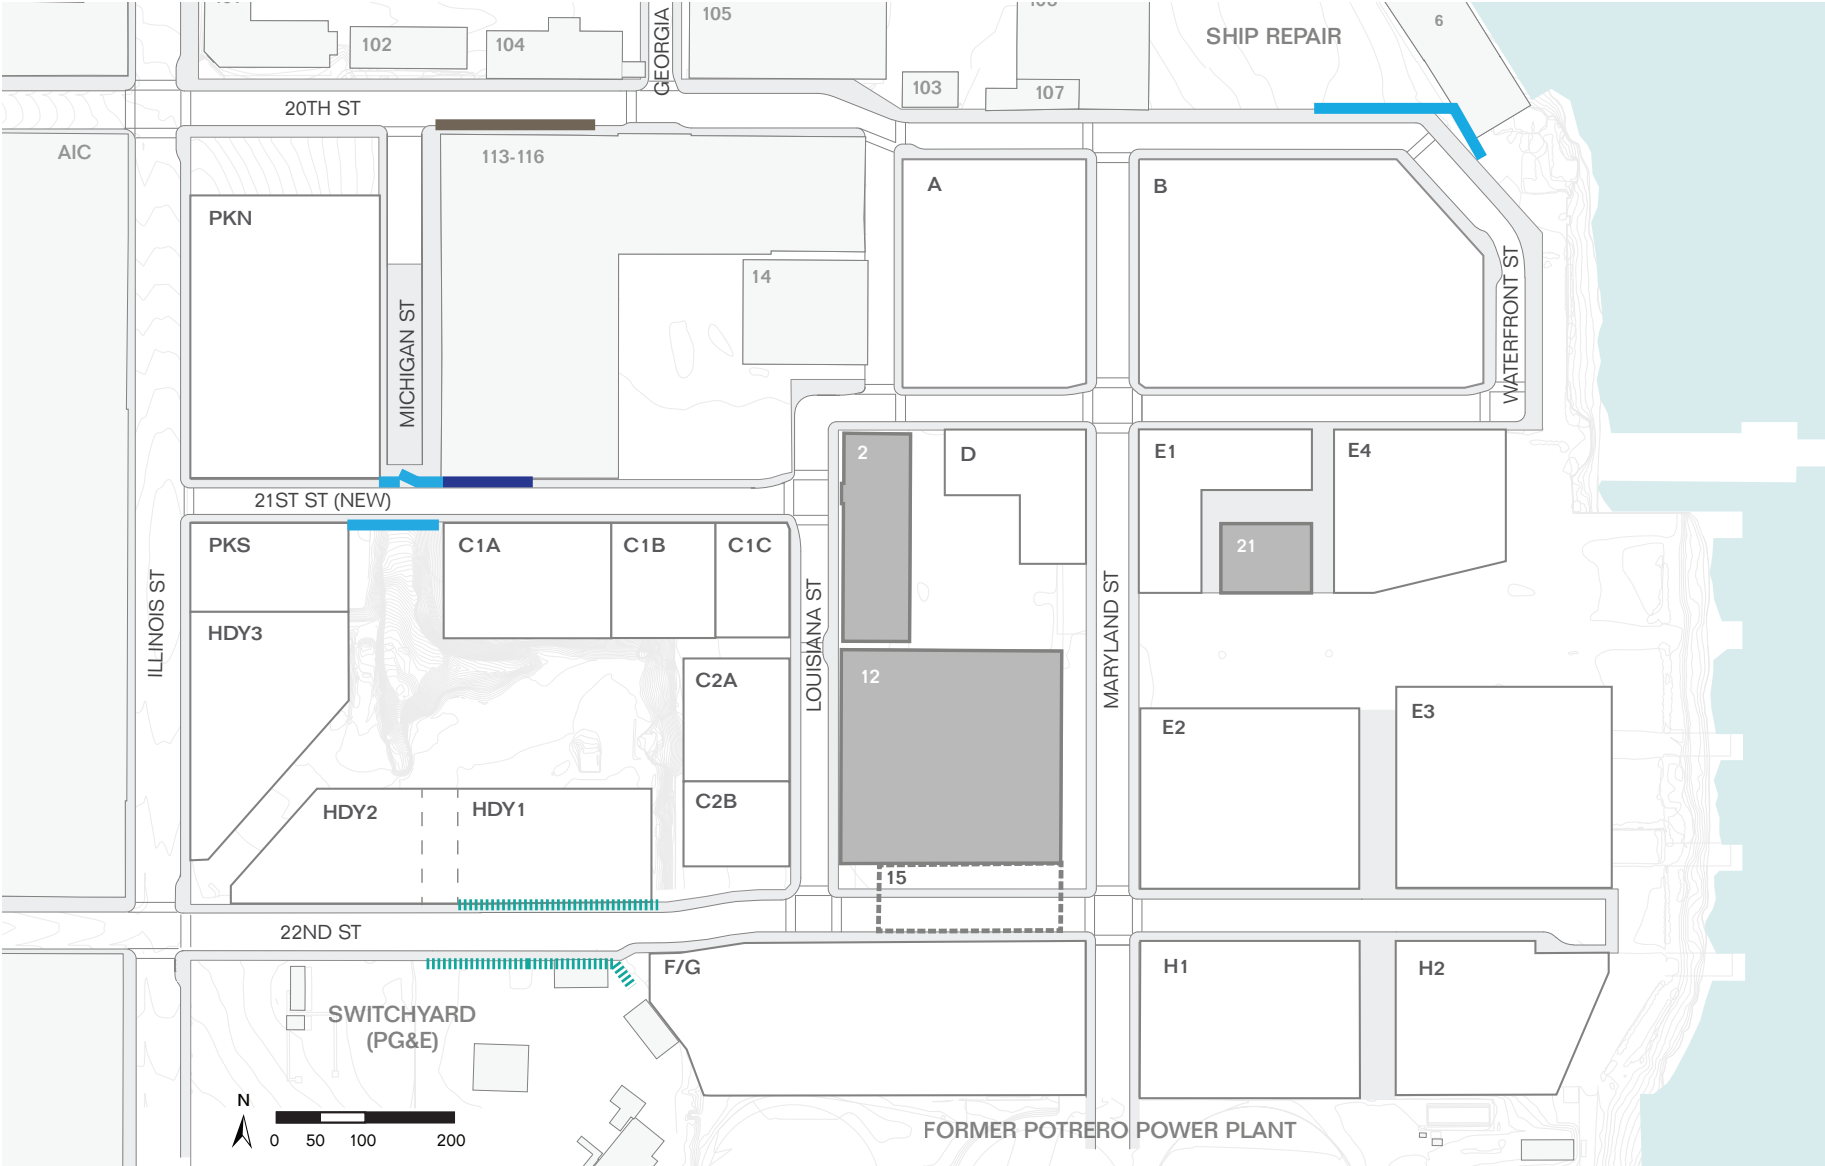 105
6
102
104
GEORGIA
SHIP REPAIR
103
107
20TH ST
AIC
113-116
A
B
PKN
14
WATERFRONT ST
MICHIGAN ST
2
D
E1
E4
21ST ST (NEW)
PKS
C1A
C1B
C1C
21
ILLINOIS ST
LOUISIANA ST
MARYLAND ST
HDY3
12
C2A
E2
E3
HDY2
HDY1
C2B
15
22ND ST
F/G
H1
H2
SWITCHYARD
(PG&E)
N
0 50 100 200
FORMER POTRERO POWER PLANT